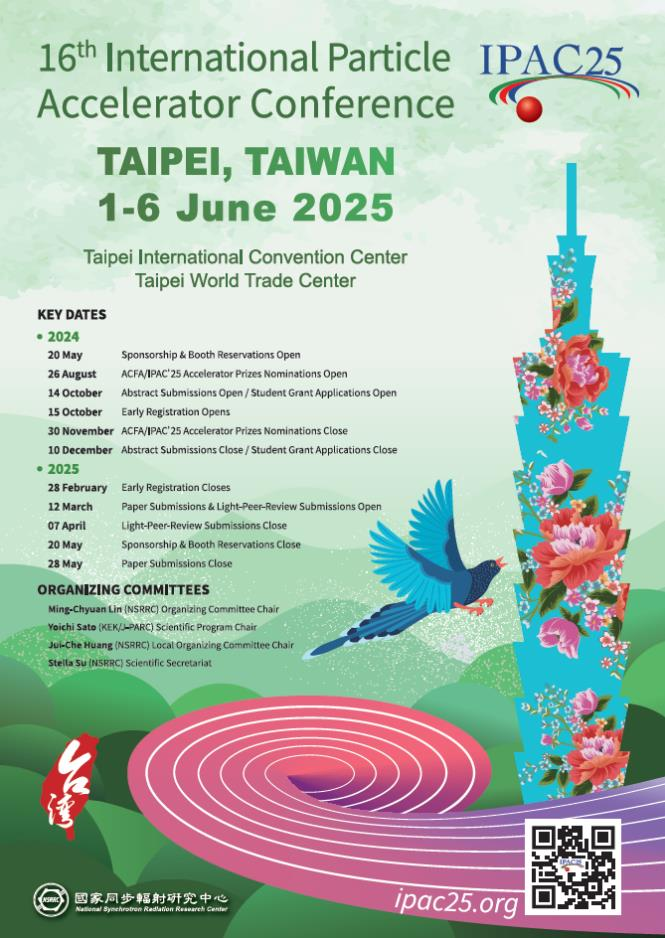 16th International Particle
Accelerator Conference
IPAC25
TAIPEI, TAIWAN
1-6 June 2025
Taipei International Convention Center
Taipei World Trade Center
KEY DATES
• 2024
20 May Sponsorship & Booth Reservations Open
26 August ACFA/IPAC'25 Accelerator Prizes Nominations Open
14 October Abstract Submissions Open / Student Grant Applications Open
15 October Early Registration Opens
30 November ACFA/IPAC'25 Accelerator Prizes Nominations Close
10 December Abstract Submissions Close / Student Grant Applications Close
• 2025
28 February Early Registration Closes
12 March Paper Submissions & Light-Peer-Review Submissions Open
07 April Light-Peer-Review Submissions Close
20 May Sponsorship & Booth Reservations Close
28 May Paper Submissions Close
ORGANIZING COMMITTEES
Ming-Chyuan Lin (NSRRC) Organizing Committee Chair
Yoichi Sato (KEK/J-PARC) Scientific Program Chair
Jui-Che Huang (NSRRC) Local Organizing Committee Chair
Stella Su (NSRRC) Scientific Secretariat
台灣
NSRRC
國家同步輻射研究中心
National Synchrotron Radiation Research Center
ipac25.org
IPAC25